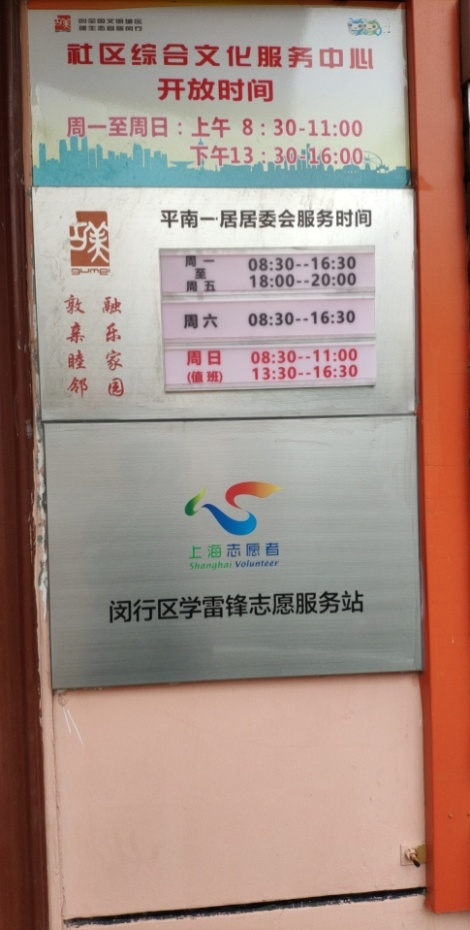 社区综合文化服务中心
开放时间
周一至周日：上午 8：30-11:00
下午13：30-16:00
平南一居居委会服务时间
gumei
敦亲睦邻
融乐家园
周一至周五 08:30--16:30
18:00--20:00
周六 08:30--16:30
周日 08:30--11:00
(值班) 13:30--16:30
上海志愿者
Shanghai Volunteer
闵行区学雷锋志愿服务站